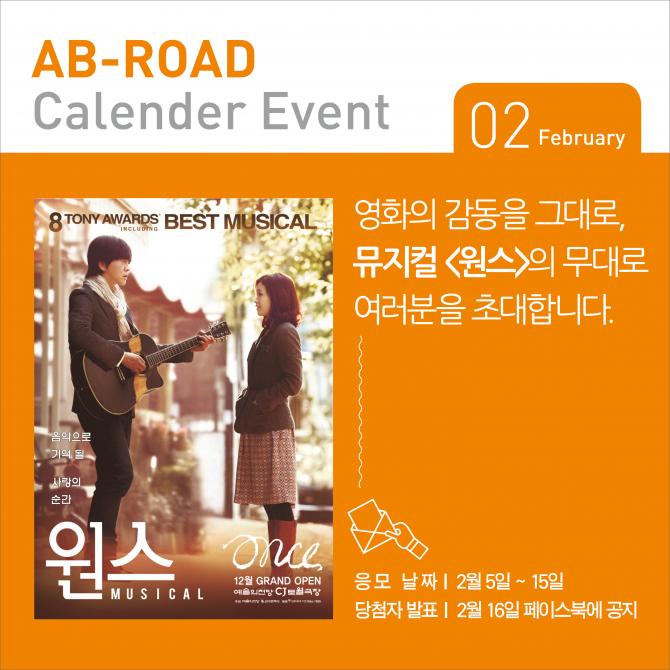 AB-ROAD
Calender Event
02 February
8 TONY AWARDS INCLUDING BEST MUSICAL
영화의 감동을 그대로,
뮤지컬 <원스>의 무대로
여러분을 초대합니다.
음악으로
기억 될
사랑의
순간
원스
MUSICAL
once
12월 GRAND OPEN
예술의전당 CJ토월극장
응모 날짜 | 2월 5일 ~ 15일
당첨자 발표 | 2월 16일 페이스북에 공지